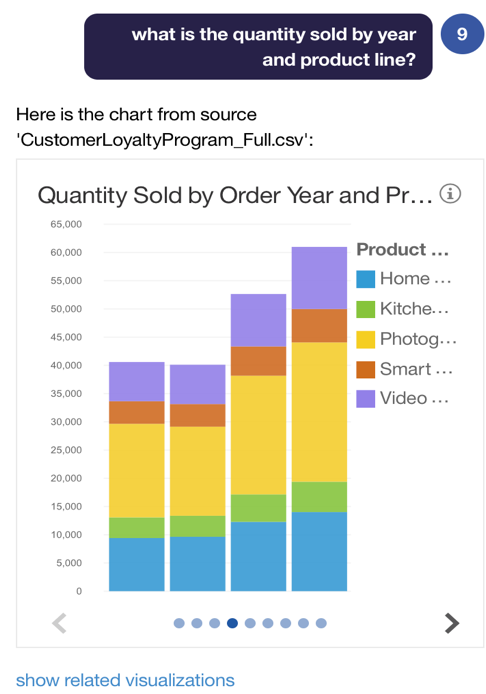 what is the quantity sold by year
and product line?
9
Here is the chart from source
'CustomerLoyaltyProgram_Full.csv':
Quantity Sold by Order Year and Pr...
65,000
60,000
55,000
50,000
45,000
40,000
35,000
30,000
25,000
20,000
15,000
10,000
5,000
0
Product ...
Home ...
Kitche...
Photog...
Smart ...
Video ...
show related visualizations